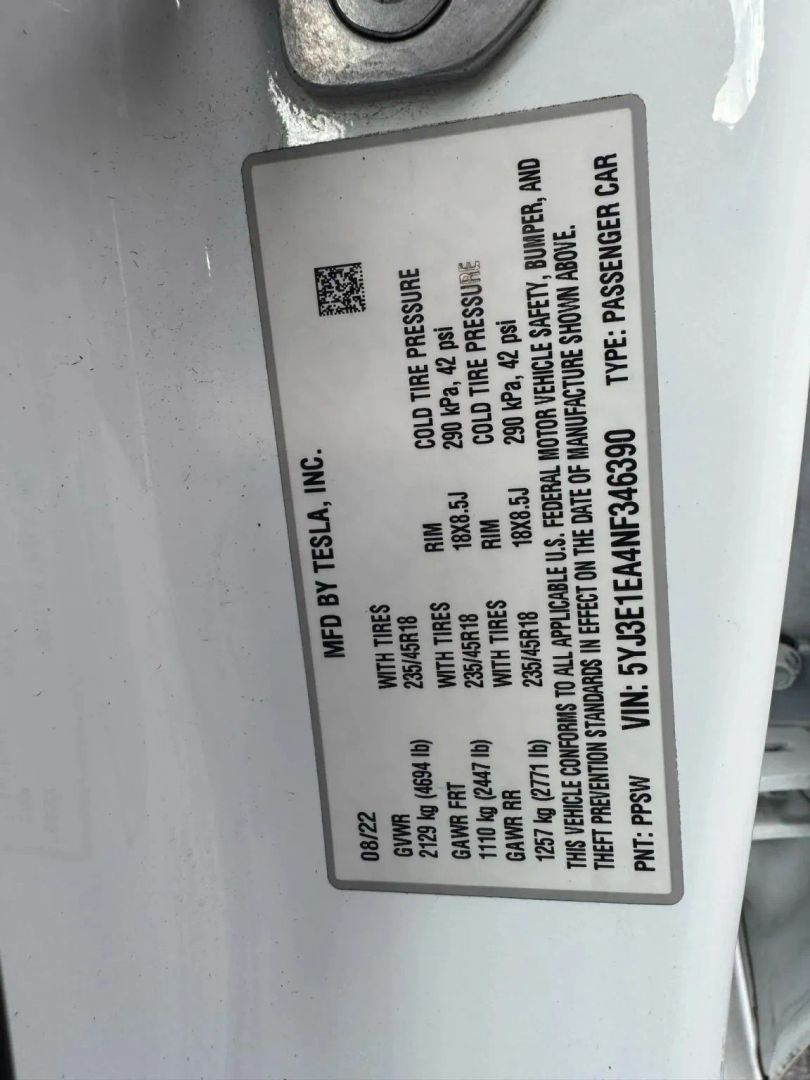 MFD BY TESLA, INC.
08/22
GVWR WITH TIRES RIM COLD TIRE PRESSURE
2129 kg (4694 lb) 235/45R18 18X8.5J 290 kPa, 42 psi
GAWR FRT WITH TIRES RIM COLD TIRE PRESSURE
1110 kg (2447 lb) 235/45R18 18X8.5J 290 kPa, 42 psi
GAWR RR WITH TIRES
1257 kg (2771 lb) 235/45R18
THIS VEHICLE CONFORMS TO ALL APPLICABLE U.S. FEDERAL MOTOR VEHICLE SAFETY, BUMPER, AND
THEFT PREVENTION STANDARDS IN EFFECT ON THE DATE OF MANUFACTURE SHOWN ABOVE.
PNT: PPSW VIN: 5YJ3E1EA4NF346390 TYPE: PASSENGER CAR